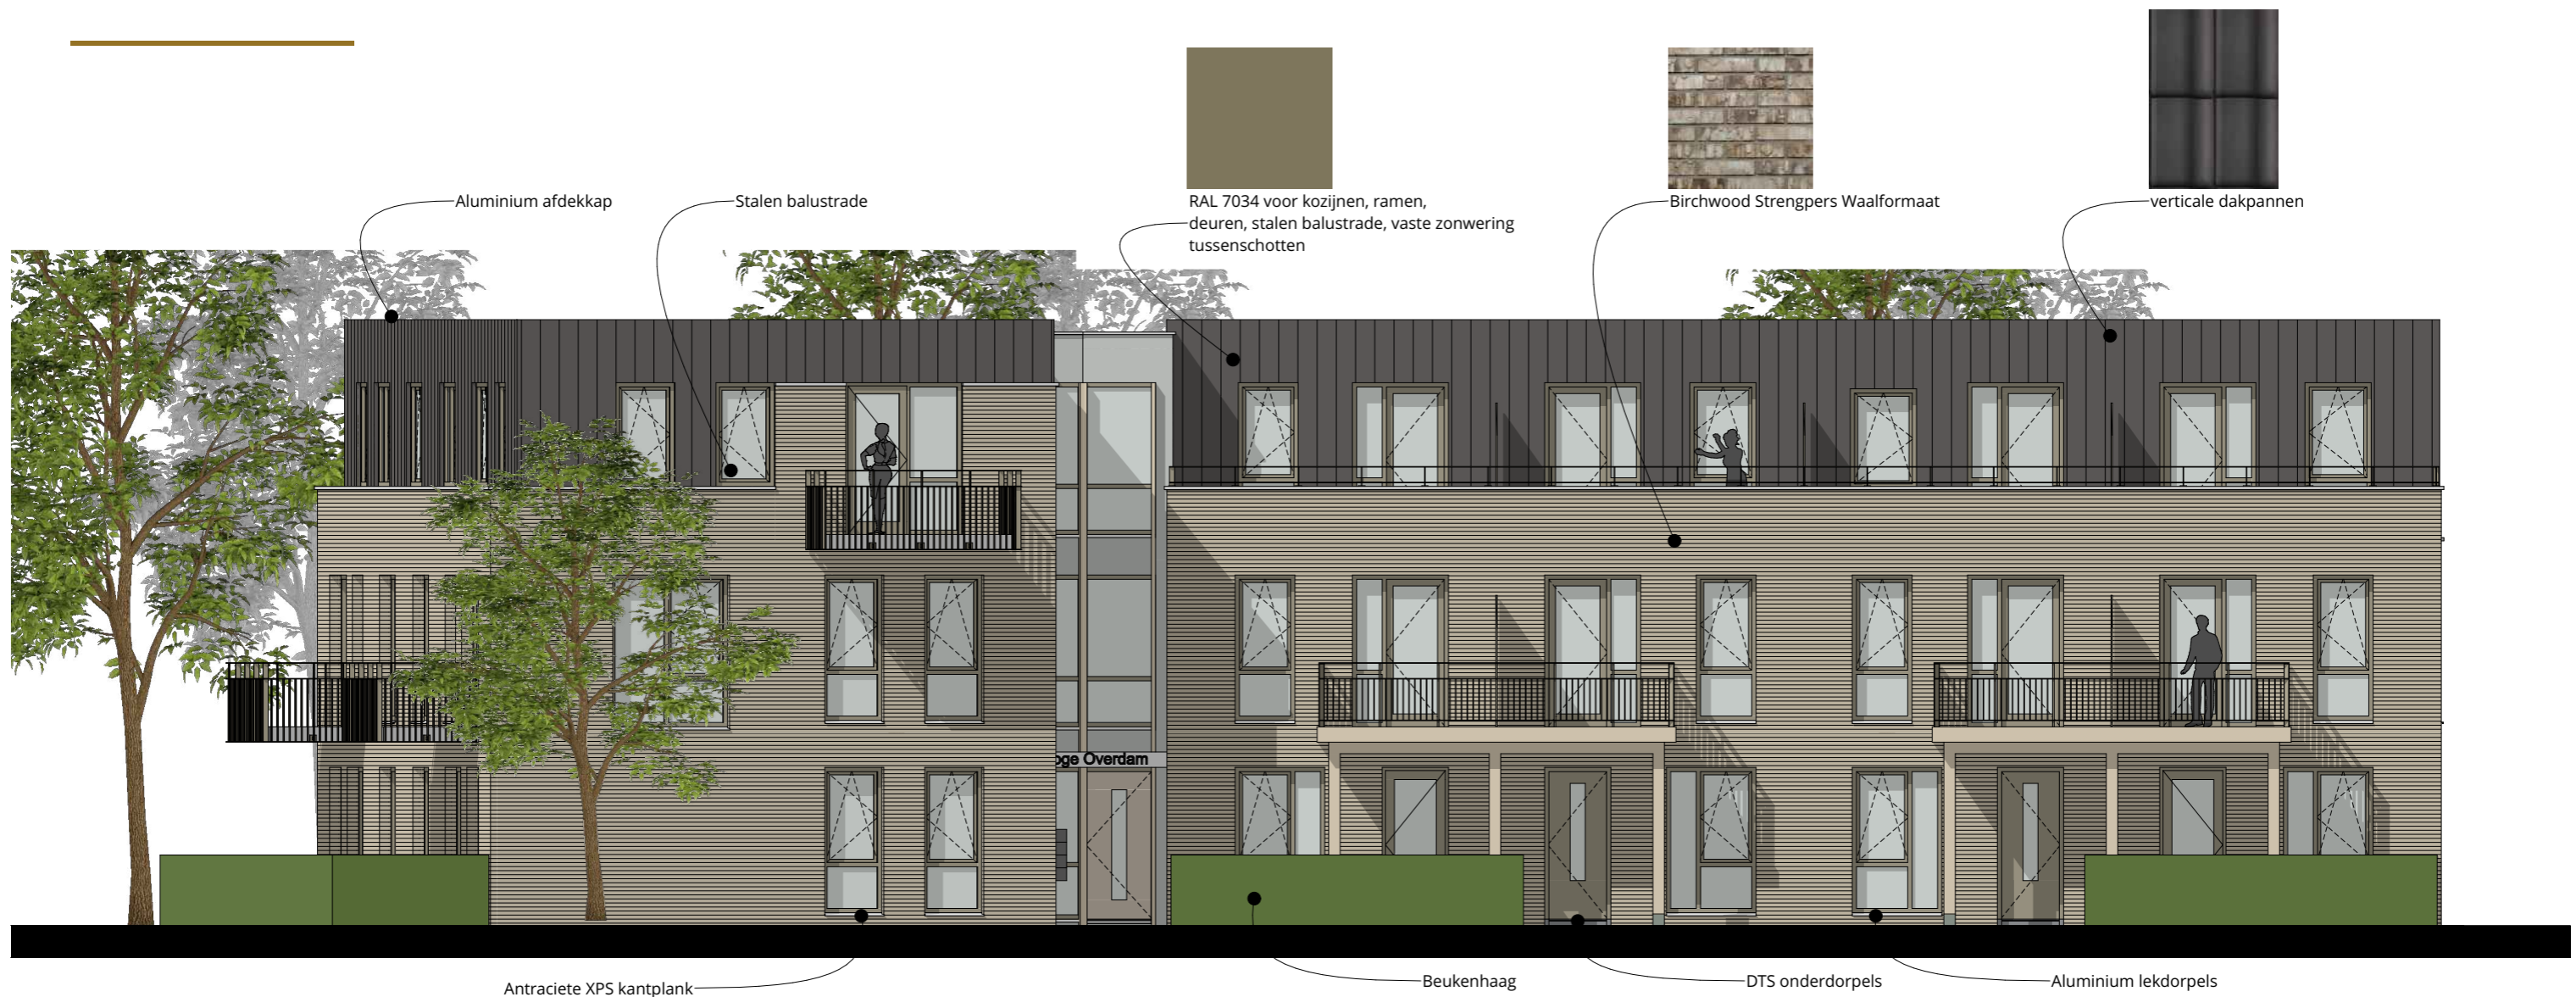 Aluminium afdekkap
Stalen balustrade
RAL 7034 voor kozijnen, ramen,
deuren, stalen balustrade, vaste zonwering
tussenschotten
Birchwood Strengpers Waalformaat
verticale dakpannen
oge Overdam
Antraciete XPS kantplank
Beukenhaag
DTS onderdorpels
Aluminium lekdorpels